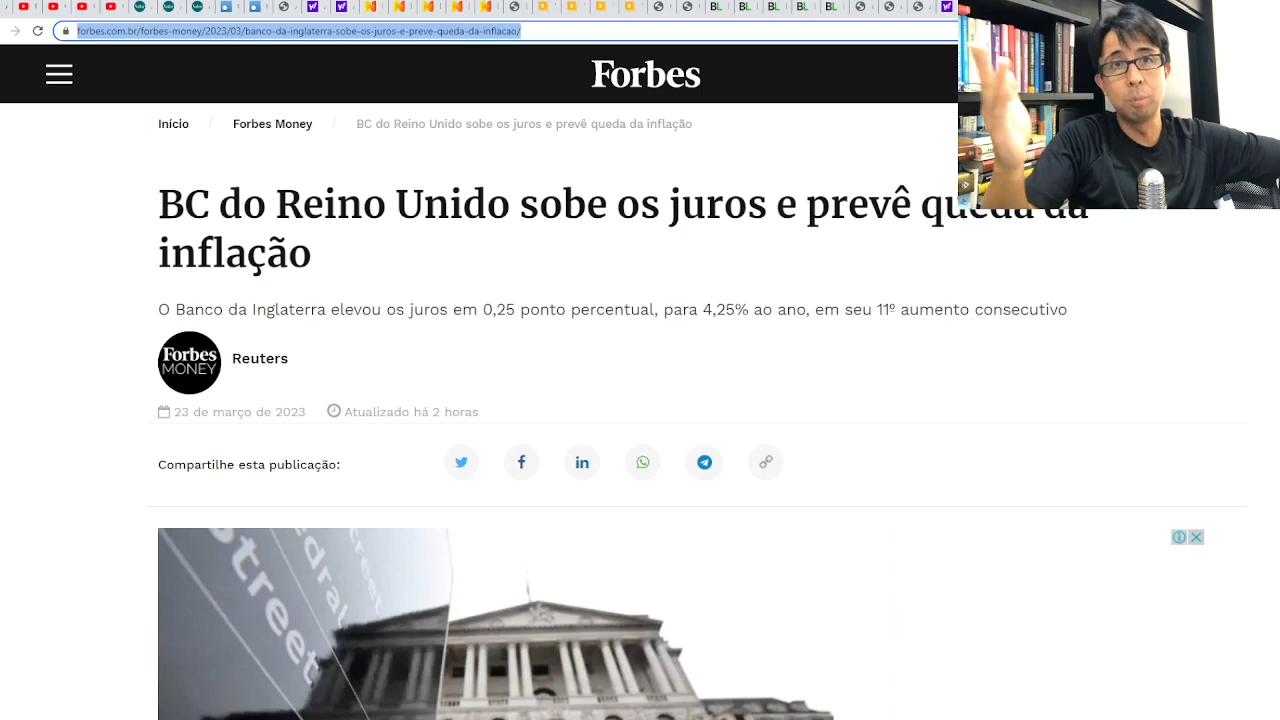 forbes.com.br/forbes-money/2023/03/banco-da-inglaterra-sobe-os-juros-e-preve-queda-da-inflacao/
Forbes
Início / Forbes Money / BC do Reino Unido sobe os juros e prevê queda da inflação
BC do Reino Unido sobe os juros e prevê queda da
inflação
O Banco da Inglaterra elevou os juros em 0,25 ponto percentual, para 4,25% ao ano, em seu 11º aumento consecutivo
Forbes
MONEY
Reuters
23 de março de 2023 Atualizado há 2 horas
Compartilhe esta publicação:
street